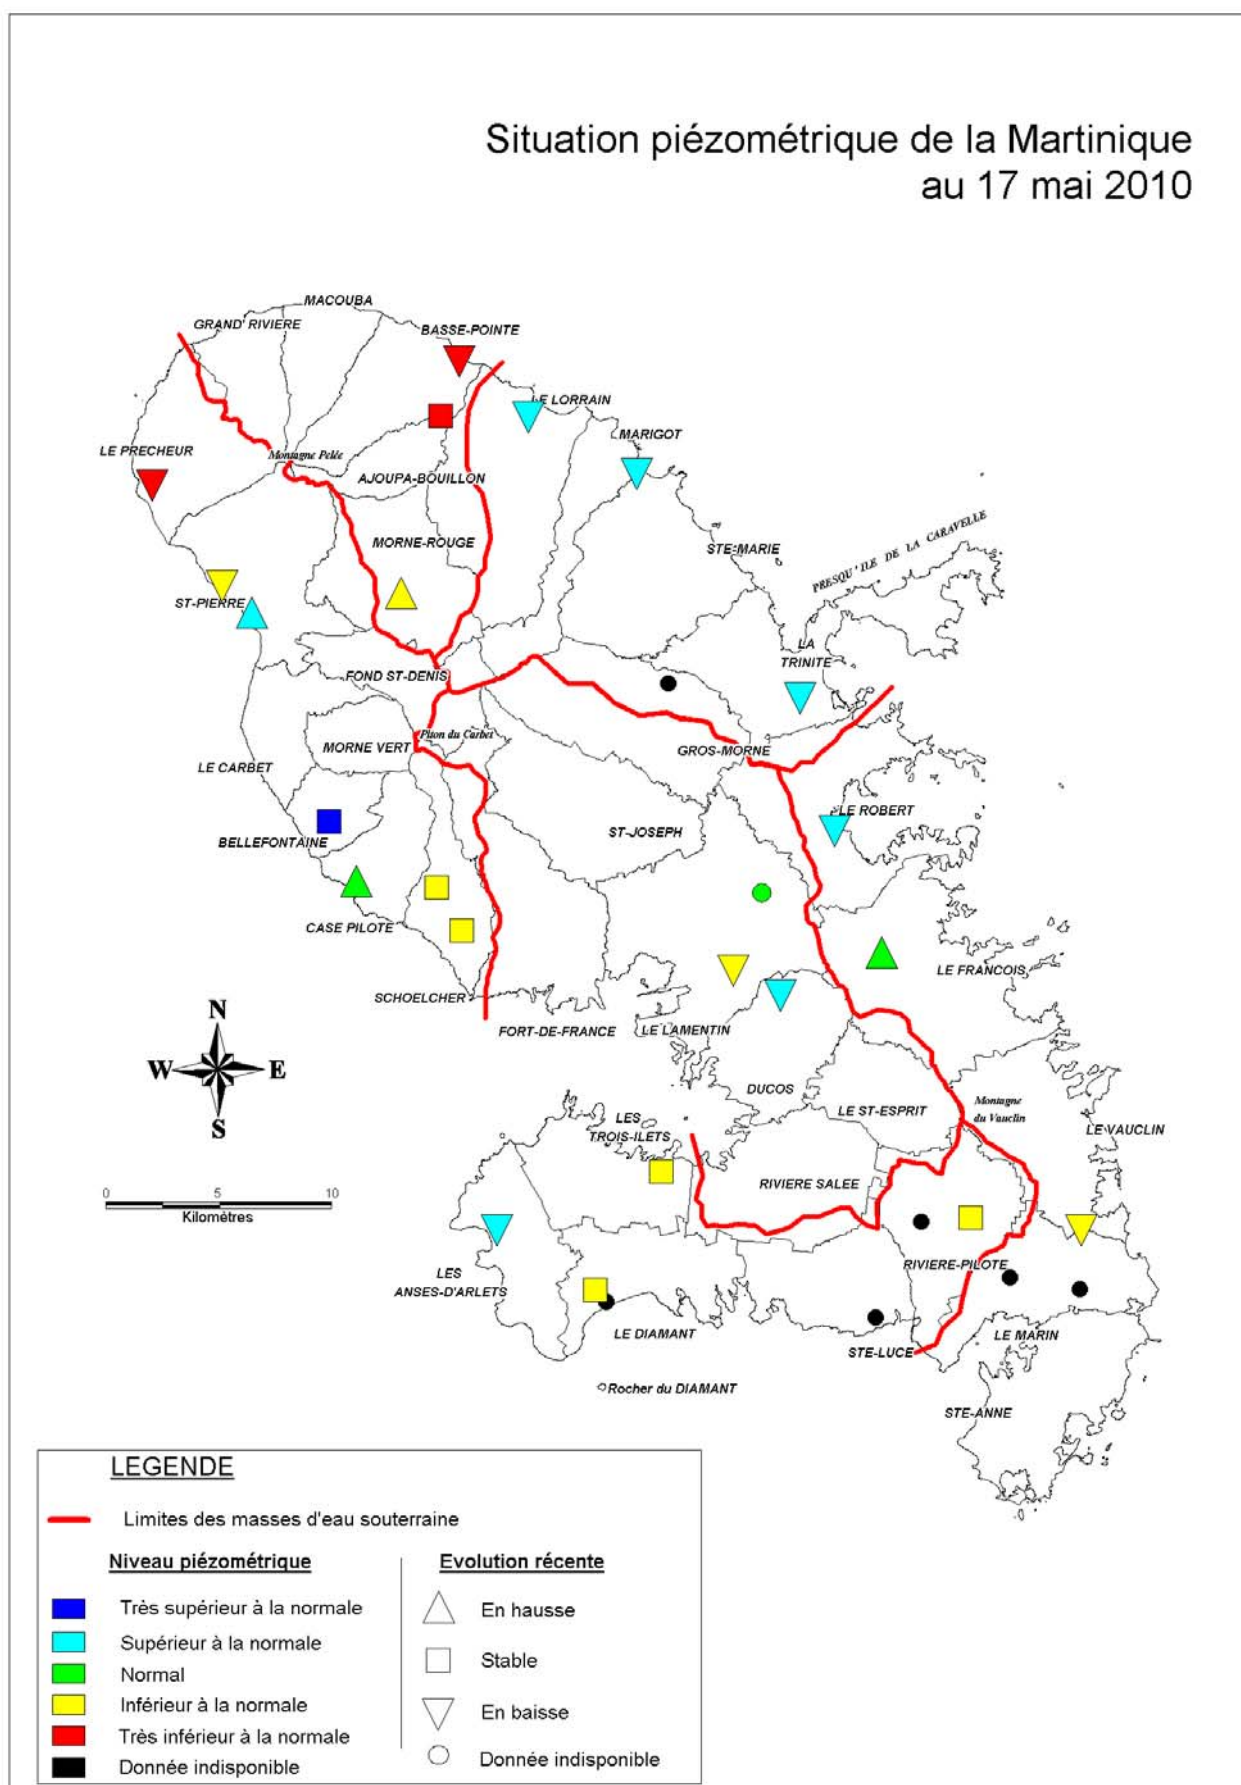 Situation piézométrique de la Martinique
au 17 mai 2010
MACOUBA
GRAND' RIVIERE
BASSE-POINTE
LE LORRAIN
MARIGOT
LE PRECHEUR
Montagne Pelée
AJOUPA-BOUILLON
MORNE-ROUGE
STE-MARIE
PRESQU'ILE DE LA CARAVELLE
ST-PIERRE
LA
TRINITE
FOND ST-DENIS
Piton du Carbet
MORNE VERT
GROS-MORNE
LE CARBET
LE ROBERT
BELLEFONTAINE
ST-JOSEPH
CASE PILOTE
LE FRANCOIS
SCHOELCHER
FORT-DE-FRANCE
LE LAMENTIN
N
W
E
S
DUCOS
LE ST-ESPRIT
Montagne
du Vauclin
LE VAUCLIN
LES
TROIS-ILETS
RIVIERE SALEE
0 5 10
Kilomètres
RIVIERE-PILOTE
LES
ANSES-D'ARLETS
LE DIAMANT
LE MARIN
STE-LUCE
Rocher du DIAMANT
STE-ANNE
LEGENDE
Limites des masses d'eau souterraine
Niveau piézométrique
Très supérieur à la normale
Supérieur à la normale
Normal
Inférieur à la normale
Très inférieur à la normale
Donnée indisponible
Evolution récente
En hausse
Stable
En baisse
Donnée indisponible